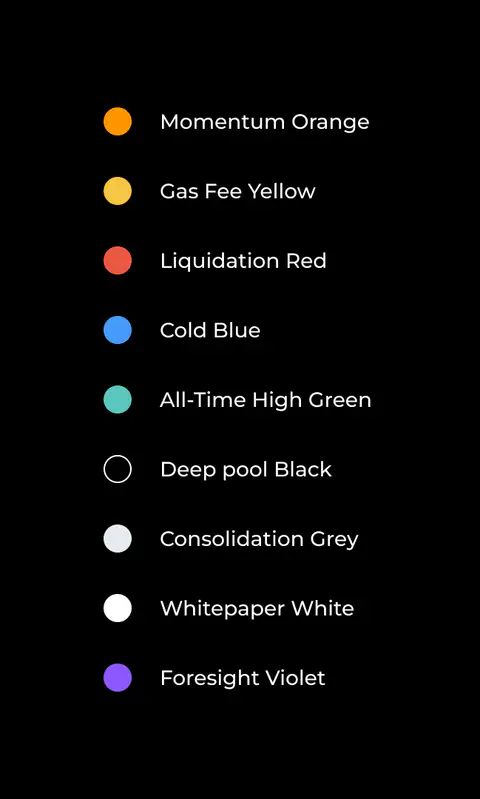 Momentum Orange
Gas Fee Yellow
Liquidation Red
Cold Blue
All-Time High Green
Deep pool Black
Consolidation Grey
Whitepaper White
Foresight Violet